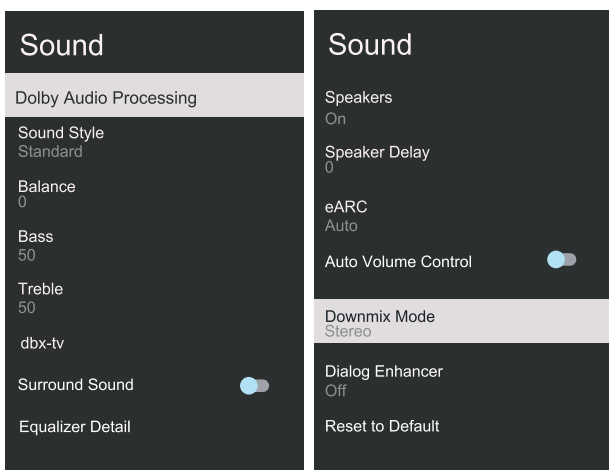 Sound
Dolby Audio Processing
Sound Style
Standard
Balance
0
Bass
50
Treble
50
dbx-tv
Surround Sound
Equalizer Detail
Sound
Speakers
On
Speaker Delay
0
eARC
Auto
Auto Volume Control
Downmix Mode
Stereo
Dialog Enhancer
Off
Reset to Default